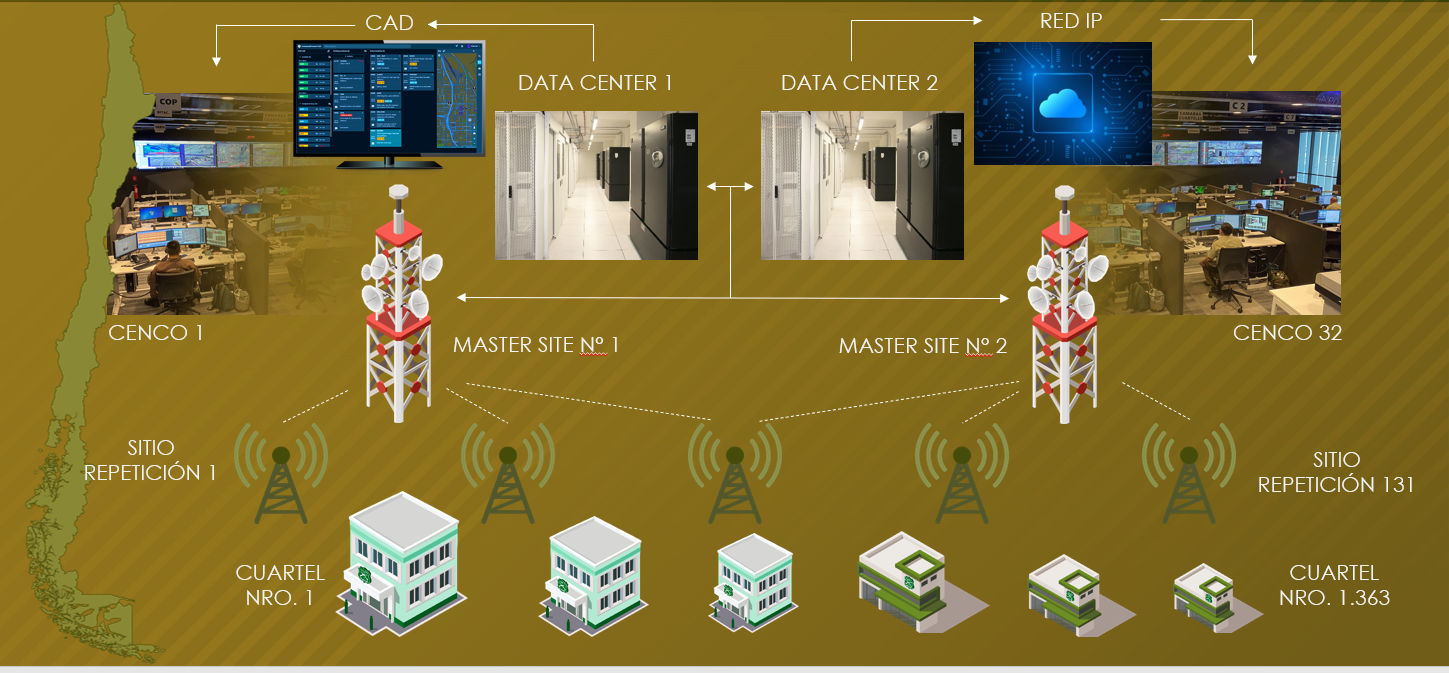 CAD
RED IP
DATA CENTER 1
DATA CENTER 2
COP
C 2
CENCO 1
CENCO 32
MASTER SITE Nº 1
MASTER SITE Nº 2
SITIO
REPETICIÓN 1
SITIO
REPETICIÓN 131
CUARTEL
NRO. 1
CUARTEL
NRO. 1.363